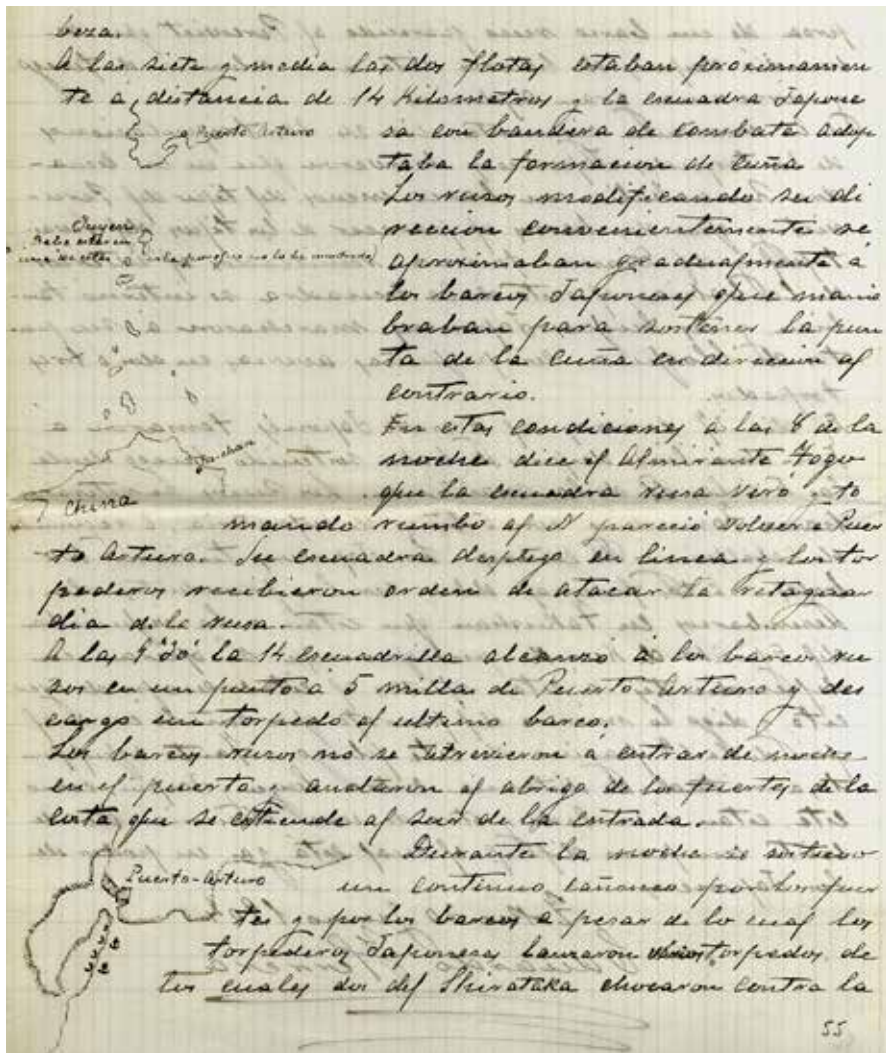 beza.
A las siete y media las dos flotas estaban proximamen
te a distancia de 14 Kilometros y la escuadra Japone
Puerto Arturo
sa con bandera de combate adop
taba la formacion de cuña
Los rusos modificando su di
reccion convenientemente se
aproximaban gradualmente á
los barcos Japoneses que manio
braban para sostener la pun
ta de la cuña en direccion al
contrario.
En estas condiciones a las 8 de la
noche dice el Almirante Togo
que la escuadra rusa viró y to
China
mando rumbo al N pareció volver a Puer
to Arturo. Su escuadra desplego en linea y los tor
pederos recibieron orden de atacar la retaguar
dia de la rusa.
A las 9 30 la 14 escuadrilla alcanzó á los barcos ru
sos en un punto á 5 millas de Puerto Arturo y des
cargo un torpedo al ultimo barco.
Los barcos rusos no se atrevieron á entrar de noche
en el puerto y anclaron al abrigo de los fuertes de la
costa que se estiende al sur de la entrada.
Durante la noche se sostuvo
Puerto-Arturo
un continuo cañoneo por los fuer
tes y por los barcos a pesar de lo cual los
torpederos Japoneses lanzaron varios torpedos de
los cuales dos del Shirataka chocaron contra la
55